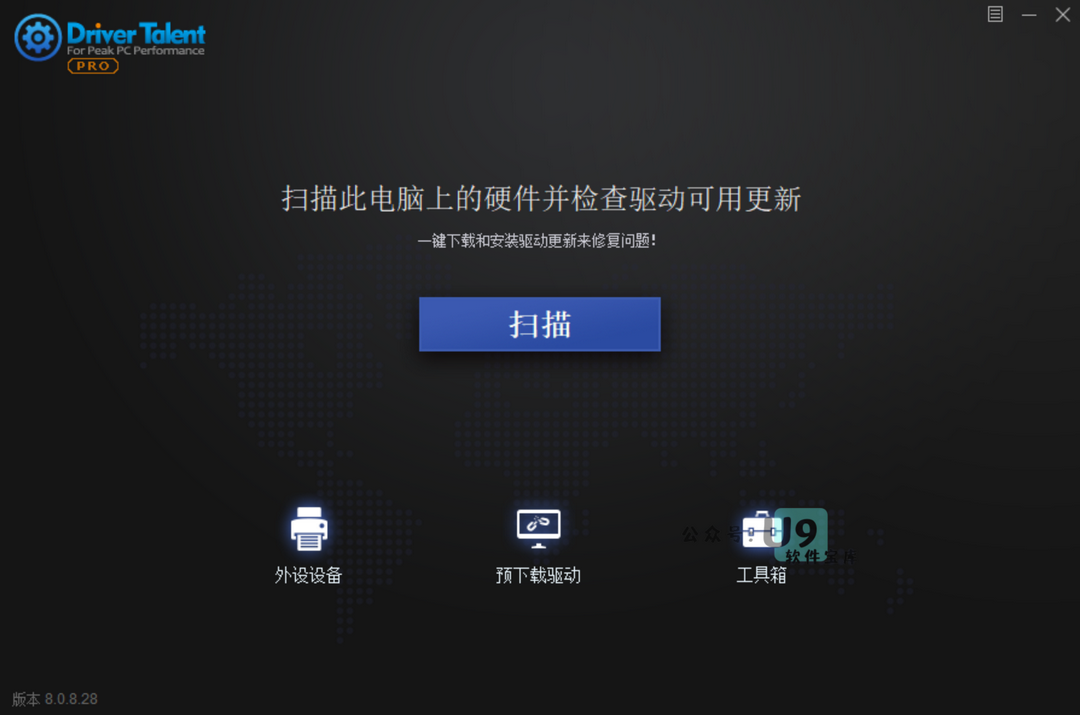 Driver Talent
For Peak PC Performance
PRO
扫描此电脑上的硬件并检查驱动可用更新
一键下载和安装驱动更新来修复问题!
扫描
公众号 U9
软件宝库
外设设备
预下载驱动
工具箱
版本 8.0.8.28